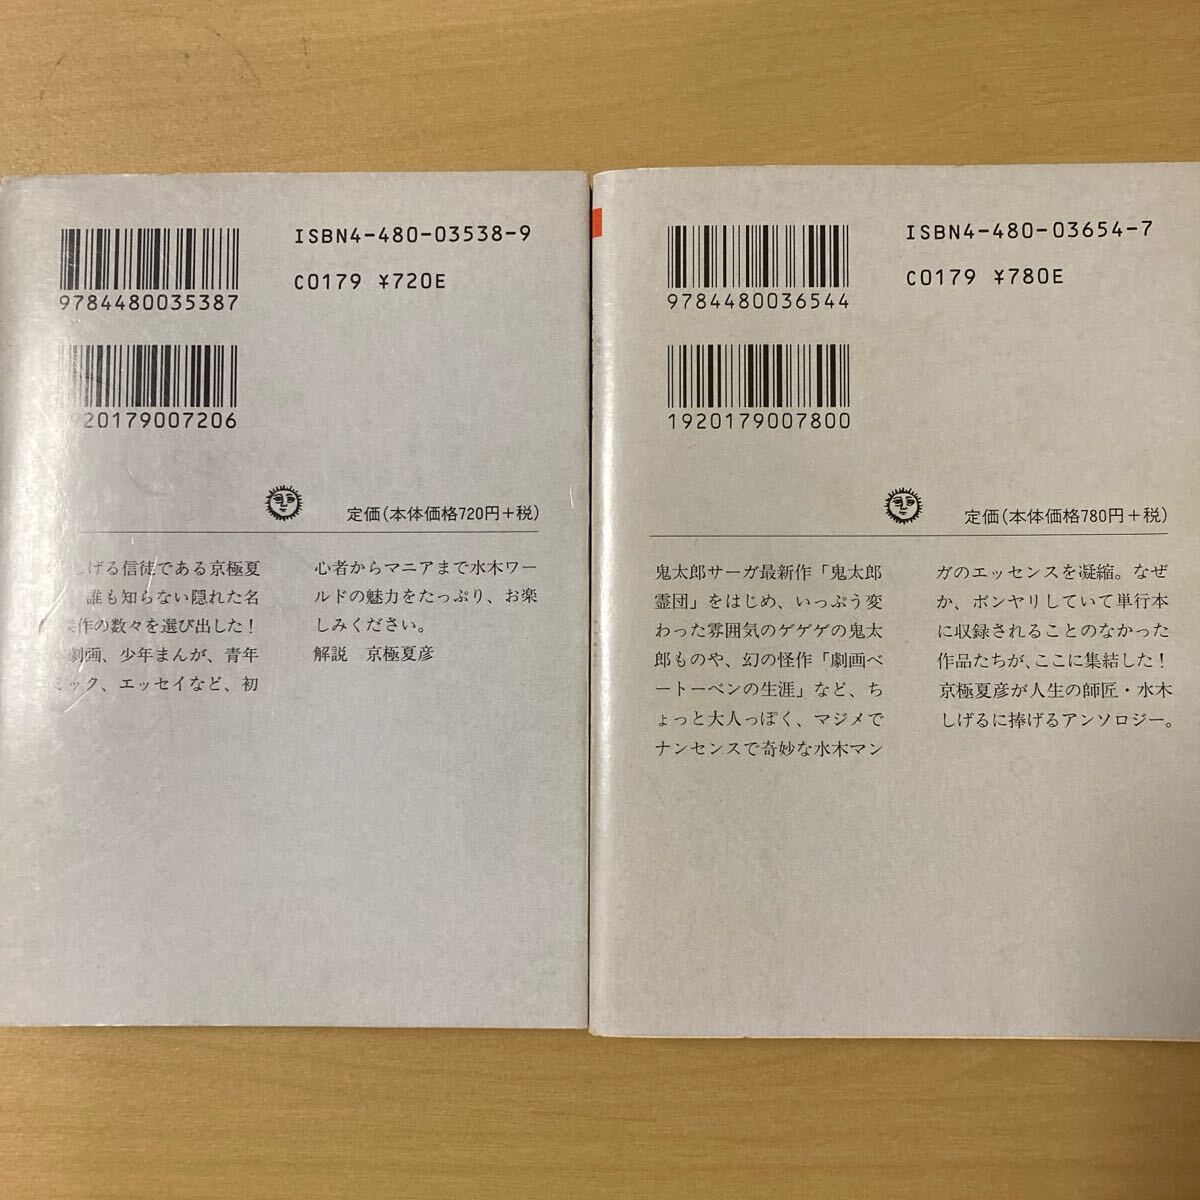 ISBN4-480-03538-9
C0179 ¥720E
9784480035387
920179007206
定価(本体価格720円+税)
しげる信徒である京極夏
誰も知らない隠れた名
作の数々を選び出した!
劇画、少年まんが、青年
ミック、エッセイなど、初
心者からマニアまで水木ワー
ルドの魅力をたっぷり、お楽
しみください。
解説 京極夏彦
ISBN4-480-03654-7
C0179 ¥780E
9784480036544
1920179007800
定価(本体価格780円+税)
鬼太郎サーガ最新作「鬼太郎
霊団」をはじめ、いっぷう変
わった雰囲気のゲゲゲの鬼太
郎ものや、幻の怪作「劇画ベ
ートーベンの生涯」など、ち
ょっと大人っぽく、マジメで
ナンセンスで奇妙な水木マン
ガのエッセンスを凝縮。なぜ
か、ボンヤリしていて単行本
に収録されることのなかった
作品たちが、ここに集結した!
京極夏彦が人生の師匠・水木
しげるに捧げるアンソロジー。